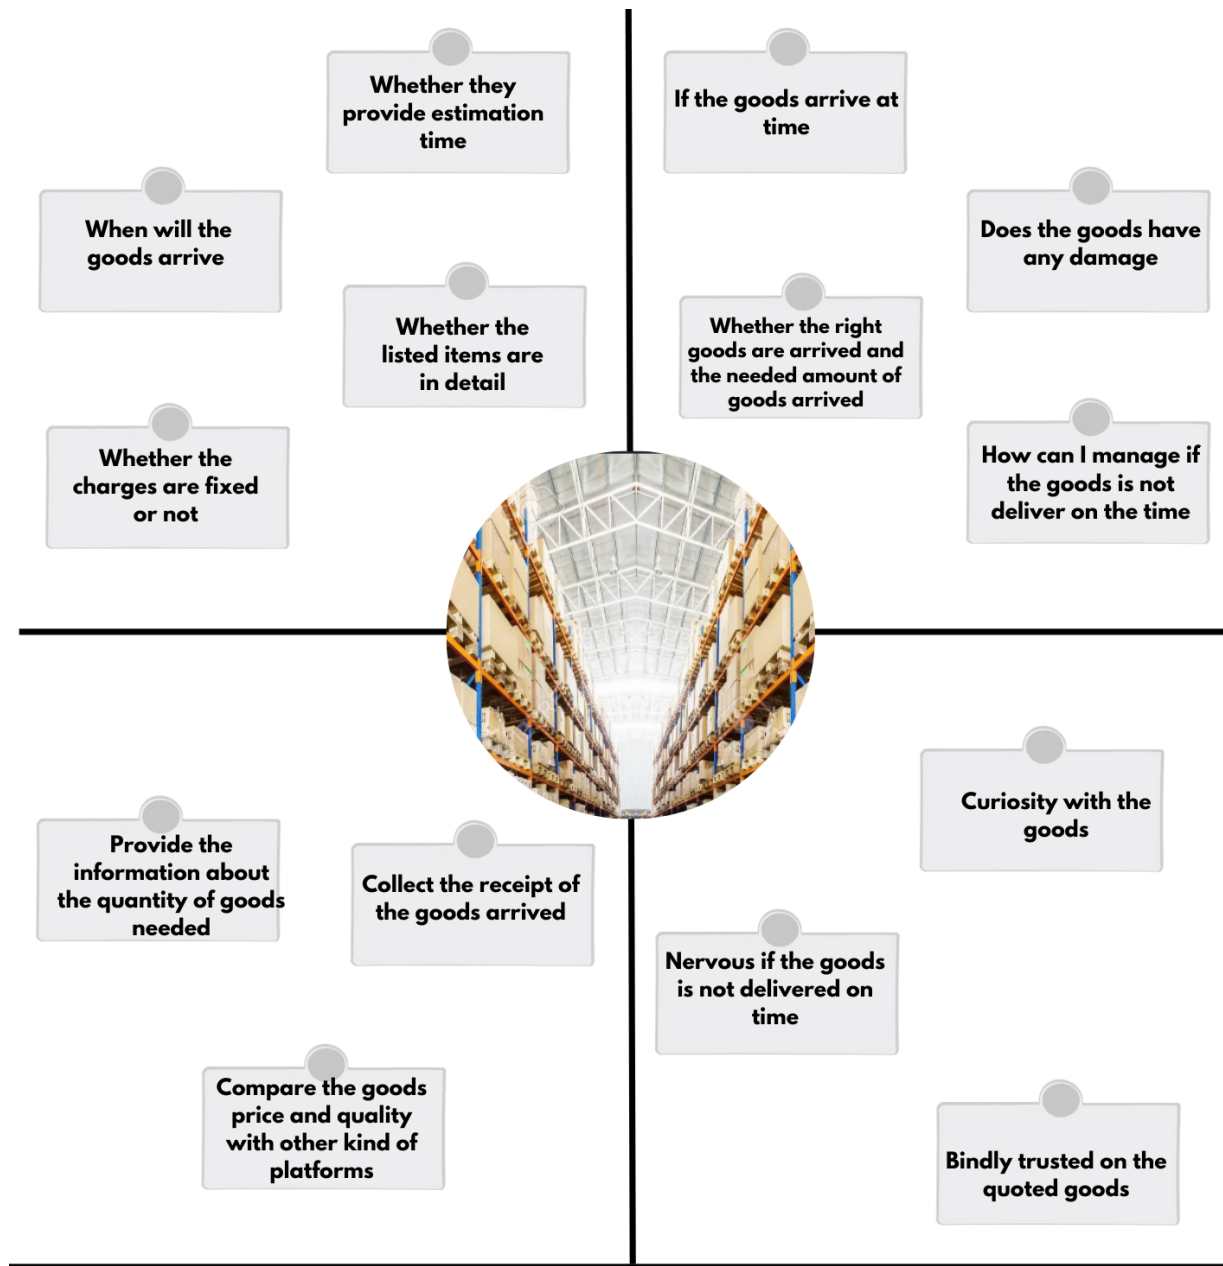 Whether they
provide estimation
time
When will the
goods arrive
Whether the
listed items are
in detail
Whether the
charges are fixed
or not
If the goods arrive at
time
Does the goods have
any damage
Whether the right
goods are arrived and
the needed amount of
goods arrived
How can I manage if
the goods is not
deliver on the time
Provide the
information about
the quantity of goods
needed
Collect the receipt of
the goods arrived
Compare the goods
price and quality
with other kind of
platforms
Curiosity with the
goods
Nervous if the goods
is not delivered on
time
Bindly trusted on the
quoted goods